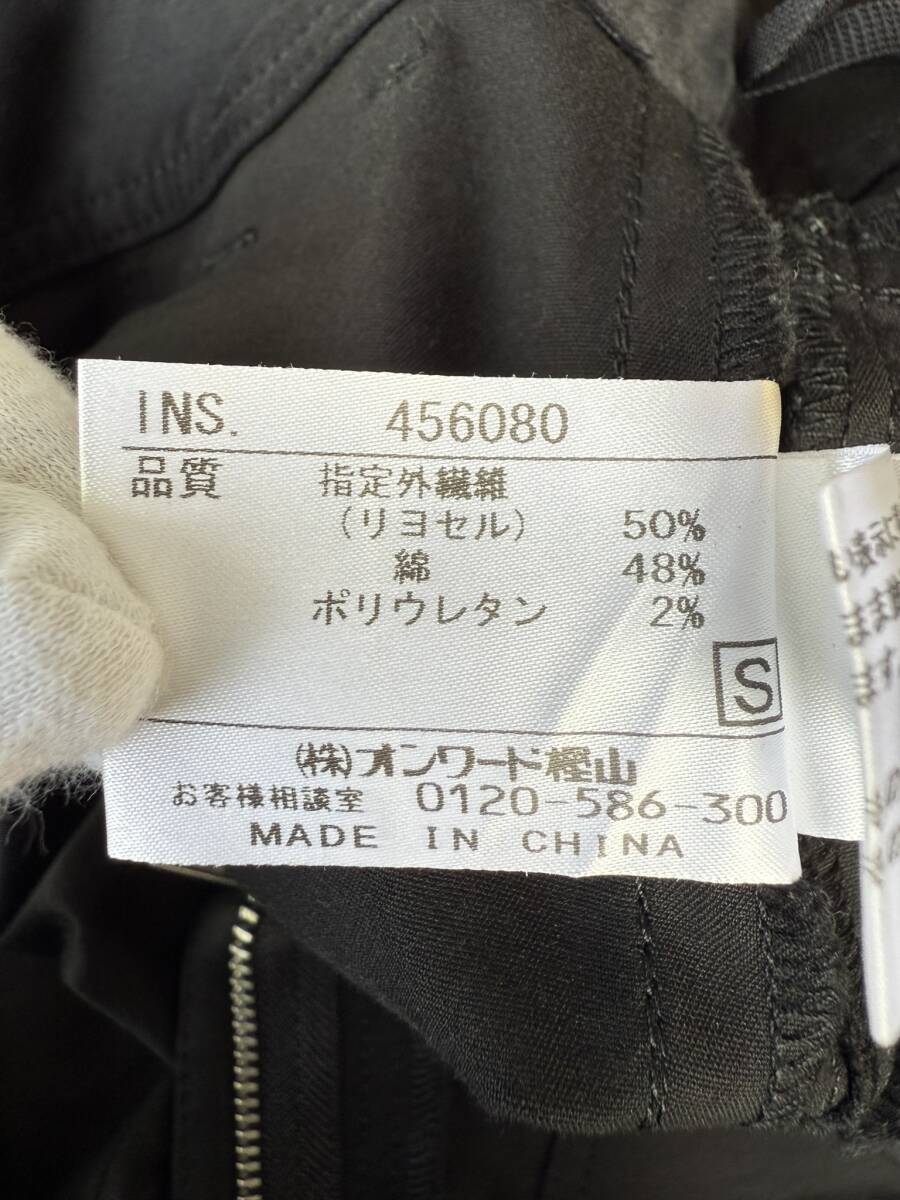 INS. 456080
品質 指定外繊維
(リヨセル) 50%
綿 48%
ポリウレタン 2%
S
㈱オンワード樫山
お客様相談室 0120-586-300
MADE IN CHINA